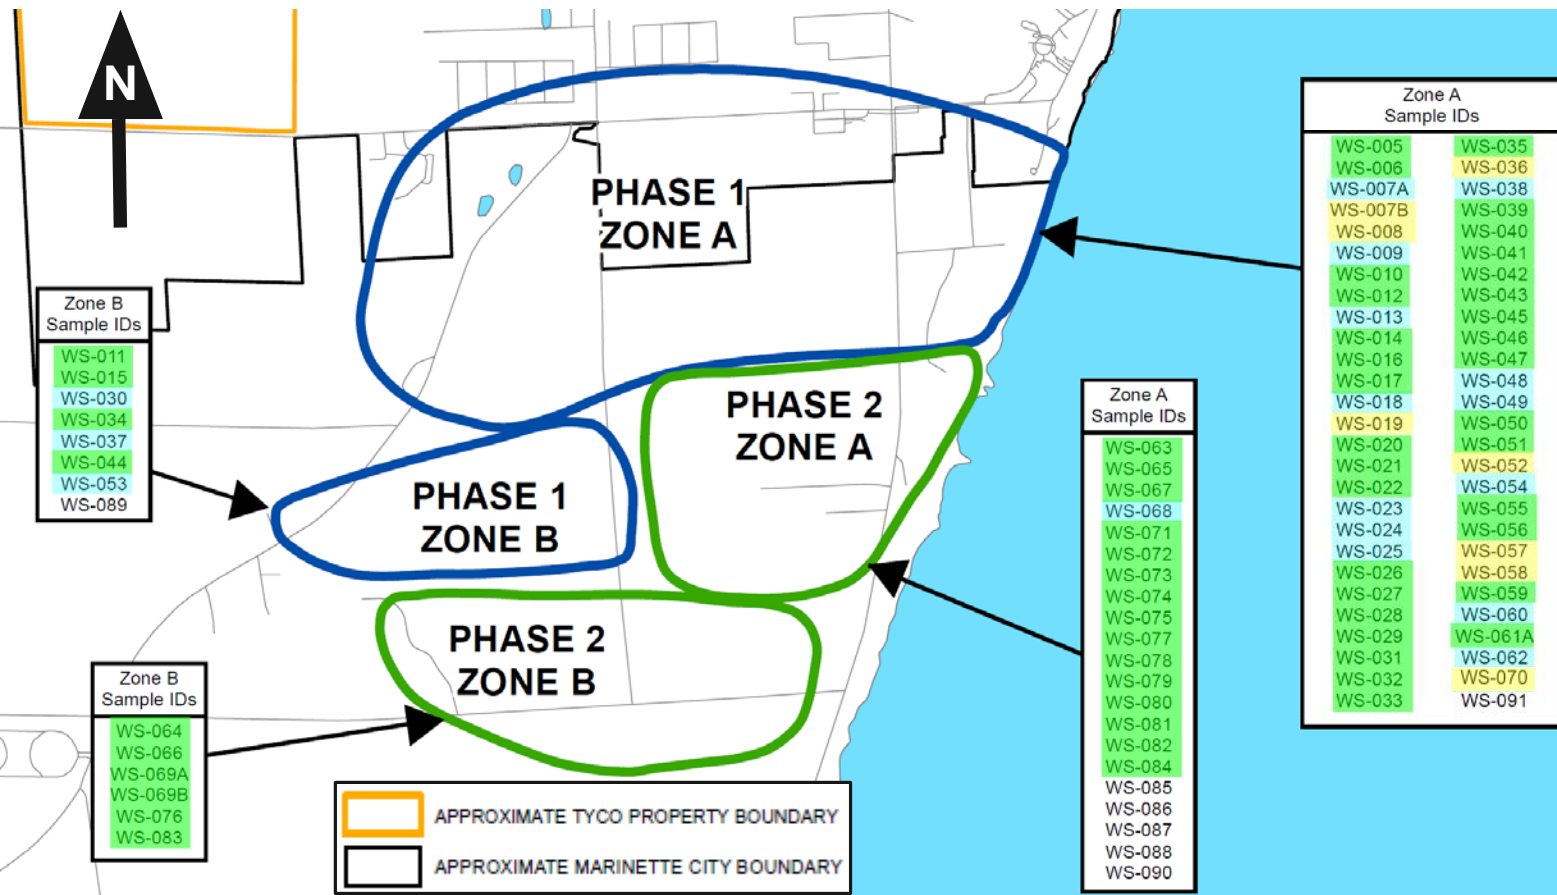 N
PHASE 1
ZONE A
PHASE 2
ZONE A
PHASE 1
ZONE B
PHASE 2
ZONE B
Zone A
Sample IDs
WS-005 WS-035
WS-006 WS-036
WS-007A WS-038
WS-007B WS-039
WS-008 WS-040
WS-009 WS-041
WS-010 WS-042
WS-012 WS-043
WS-013 WS-045
WS-014 WS-046
WS-016 WS-047
WS-017 WS-048
WS-018 WS-049
WS-019 WS-050
WS-020 WS-051
WS-021 WS-052
WS-022 WS-054
WS-023 WS-055
WS-024 WS-056
WS-025 WS-057
WS-026 WS-058
WS-027 WS-059
WS-028 WS-060
WS-029 WS-061A
WS-031 WS-062
WS-032 WS-070
WS-033 WS-091
Zone B
Sample IDs
WS-011
WS-015
WS-030
WS-034
WS-037
WS-044
WS-053
WS-089
Zone A
Sample IDs
WS-063
WS-065
WS-067
WS-068
WS-071
WS-072
WS-073
WS-074
WS-075
WS-077
WS-078
WS-079
WS-080
WS-081
WS-082
WS-084
WS-085
WS-086
WS-087
WS-088
WS-090
Zone B
Sample IDs
WS-064
WS-066
WS-069A
WS-069B
WS-076
WS-083
APPROXIMATE TYCO PROPERTY BOUNDARY
APPROXIMATE MARINETTE CITY BOUNDARY